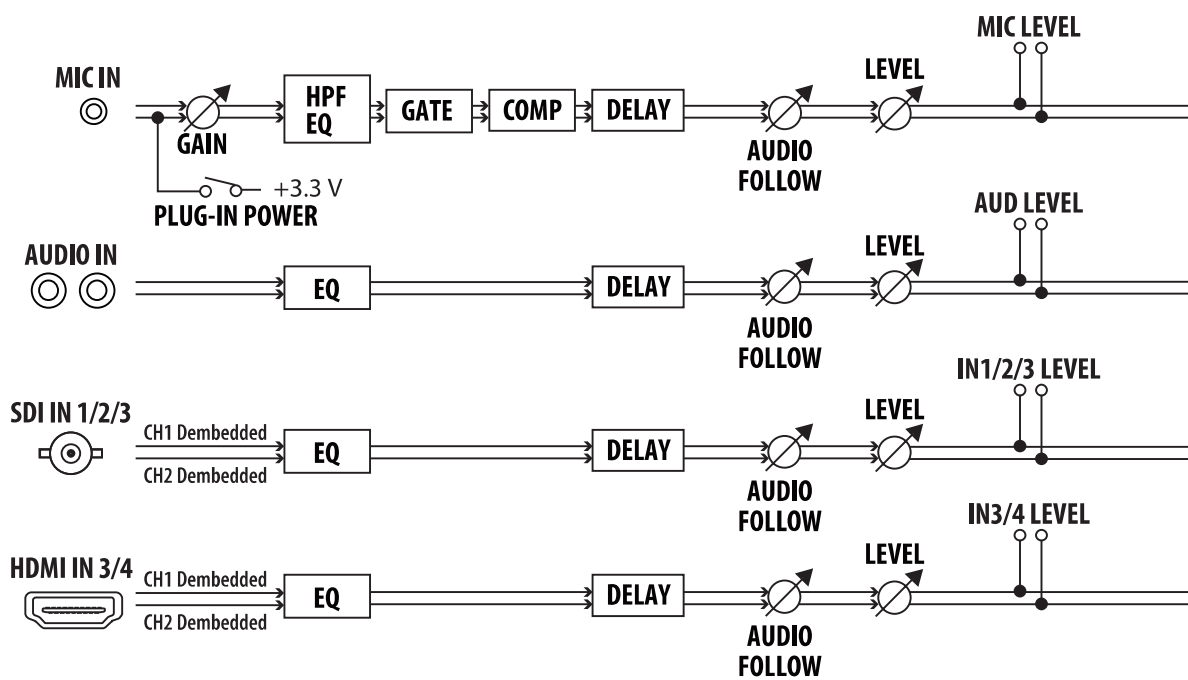 MIC LEVEL
MIC IN
LEVEL
HPF
EQ
GATE
COMP
DELAY
GAIN
AUDIO
FOLLOW
+3.3 V
PLUG-IN POWER
AUD LEVEL
AUDIO IN
LEVEL
EQ
DELAY
AUDIO
FOLLOW
IN1/2/3 LEVEL
SDI IN 1/2/3
LEVEL
CH1 Dembedded
EQ
DELAY
CH2 Dembedded
AUDIO
FOLLOW
IN3/4 LEVEL
HDMI IN 3/4
LEVEL
CH1 Dembedded
EQ
DELAY
CH2 Dembedded
AUDIO
FOLLOW